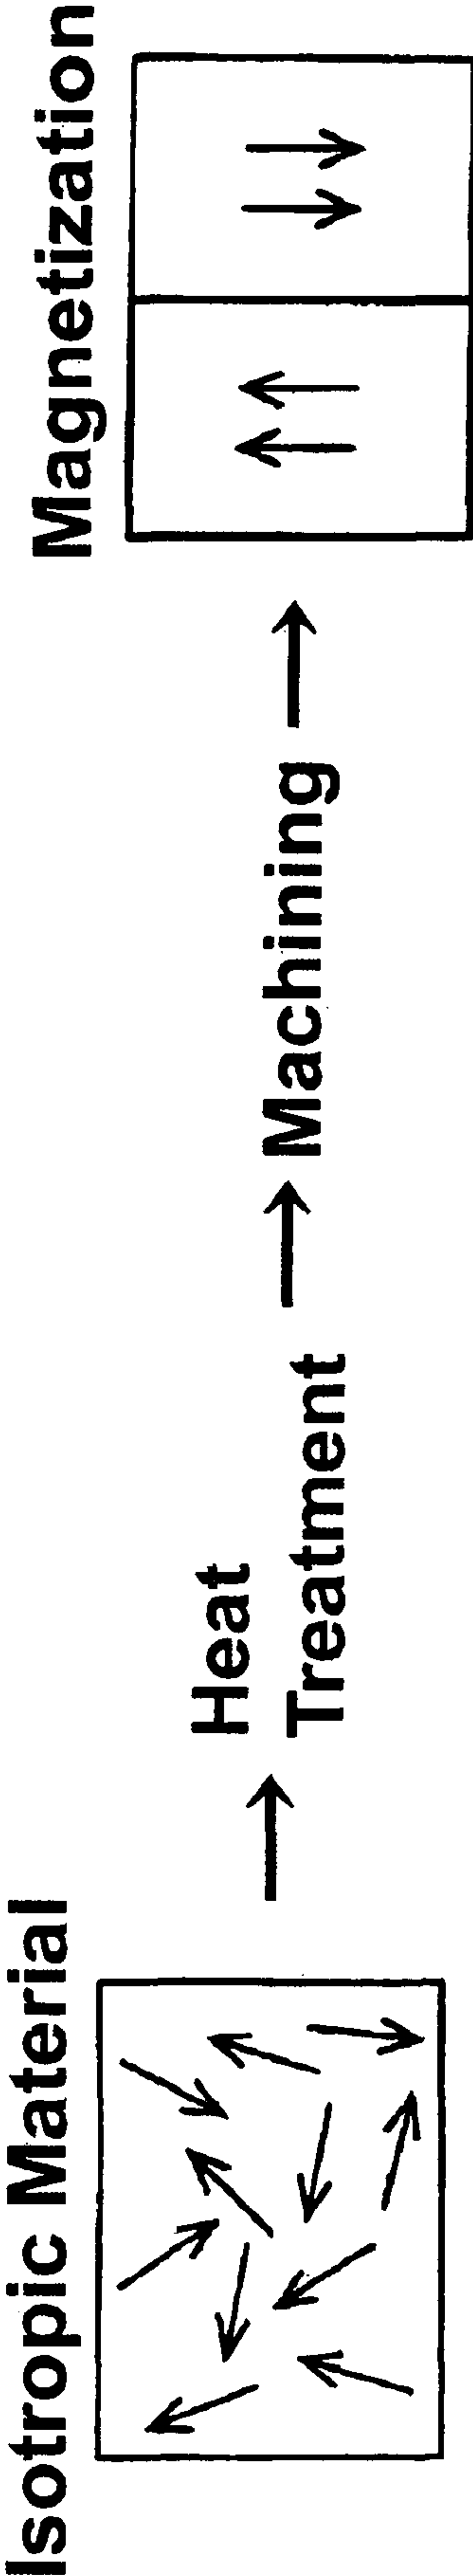 Isotropic Material
Heat
Treatment
Machining
Magnetization